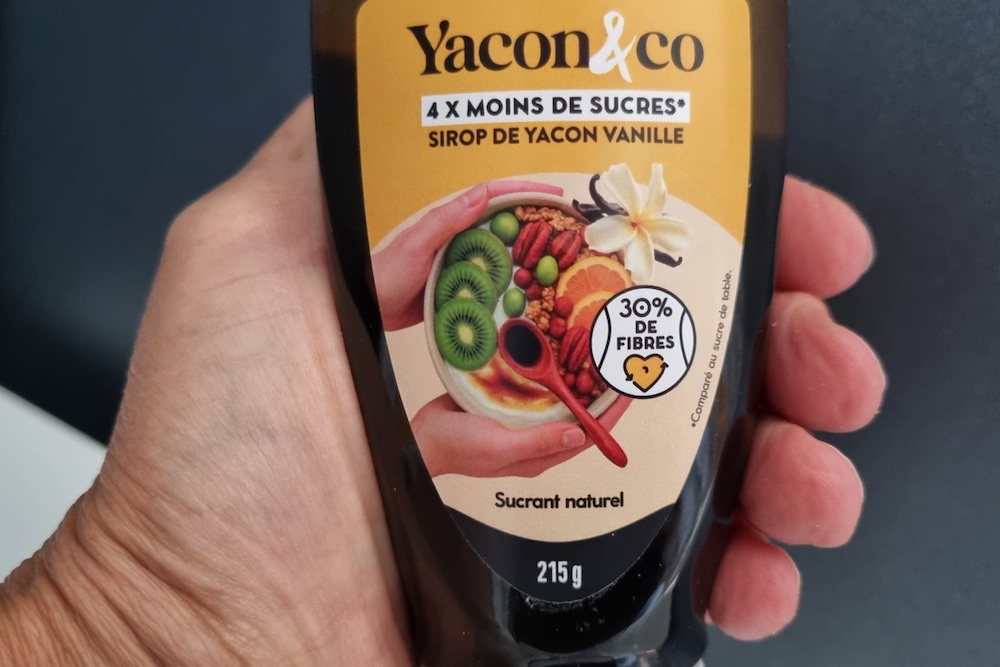 Yacon&co
4 X MOINS DE SUCRES*
SIROP DE YACON VANILLE
30%
DE
FIBRES
*Comparé au sucre de table.
Sucrant naturel
215 g